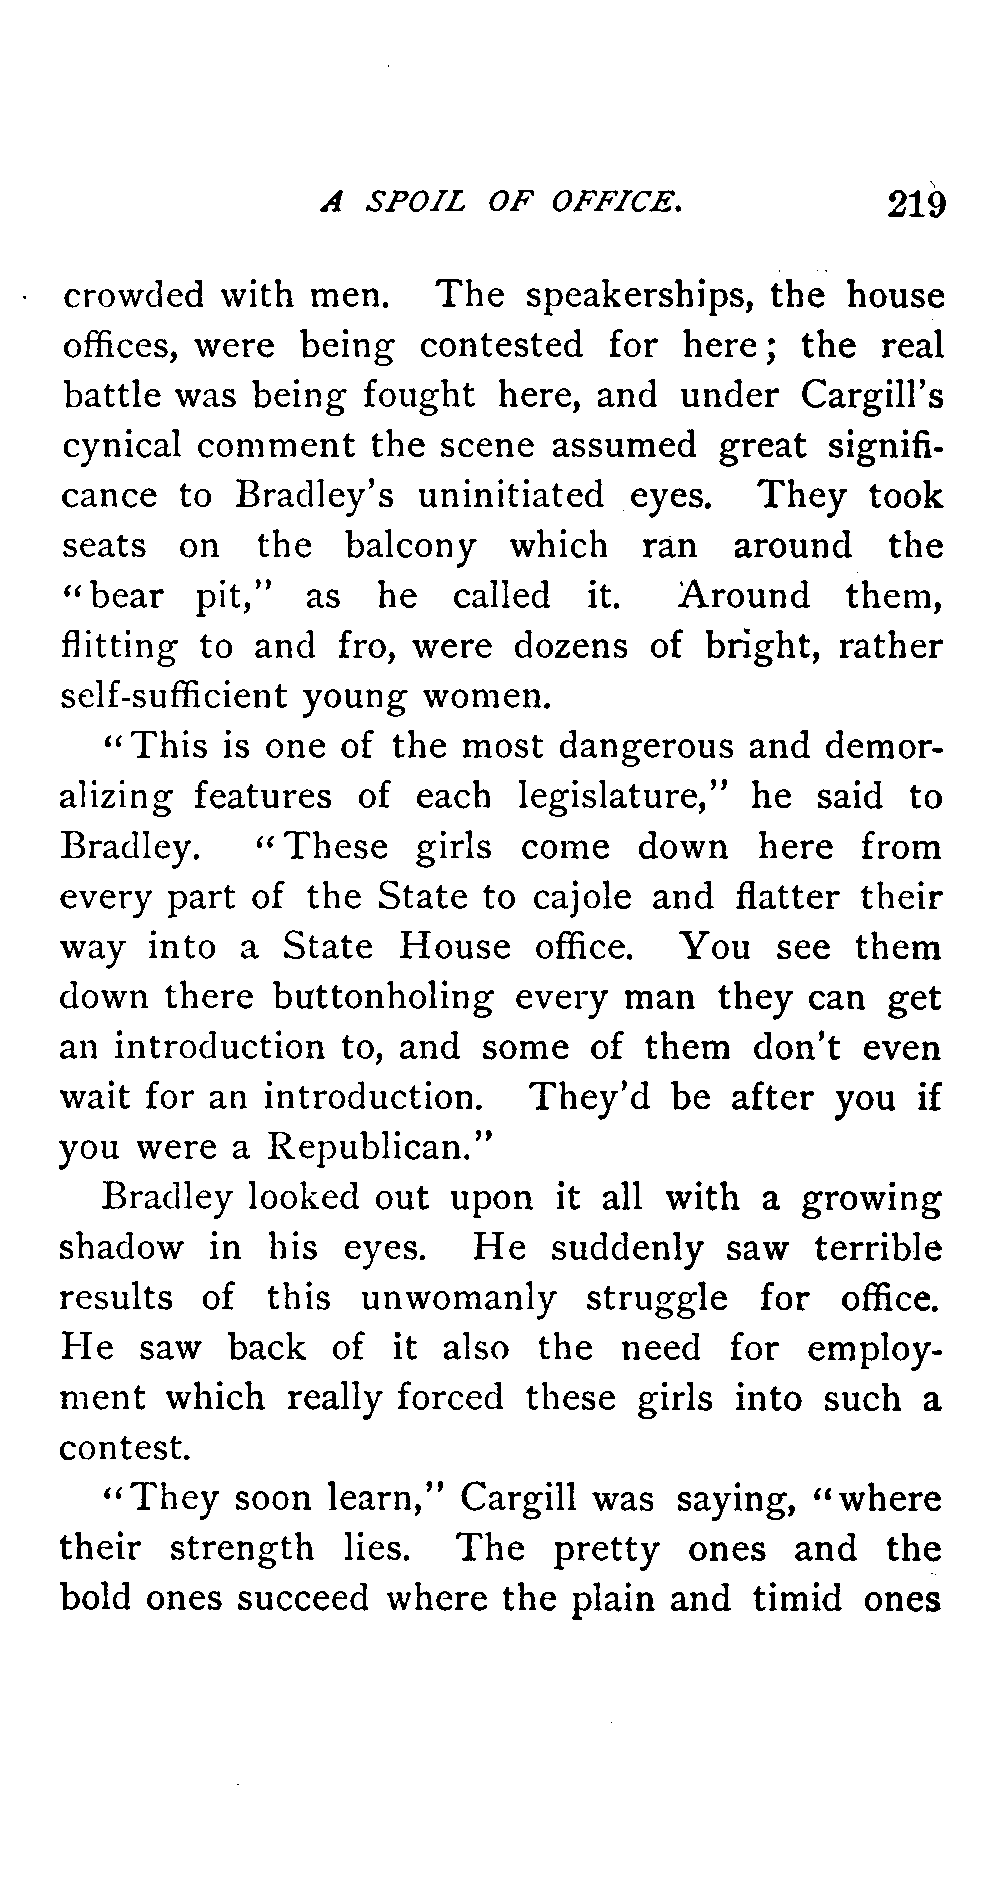 A SPOIL OF OFFICE. 219
crowded with men. The speakerships, the house
offices, were being contested for here; the real
battle was being fought here, and under Cargill's
cynical comment the scene assumed great signifi-
cance to Bradley's uninitiated eyes. They took
seats on the balcony which ran around the
"bear pit," as he called it. Around them,
flitting to and fro, were dozens of bright, rather
self-sufficient young women.
"This is one of the most dangerous and demor-
alizing features of each legislature," he said to
Bradley. "These girls come down here from
every part of the State to cajole and flatter their
way into a State House office. You see them
down there buttonholing every man they can get
an introduction to, and some of them don't even
wait for an introduction. They'd be after you if
you were a Republican."
Bradley looked out upon it all with a growing
shadow in his eyes. He suddenly saw terrible
results of this unwomanly struggle for office.
He saw back of it also the need for employ-
ment which really forced these girls into such a
contest.
"They soon learn," Cargill was saying, "where
their strength lies. The pretty ones and the
bold ones succeed where the plain and timid ones